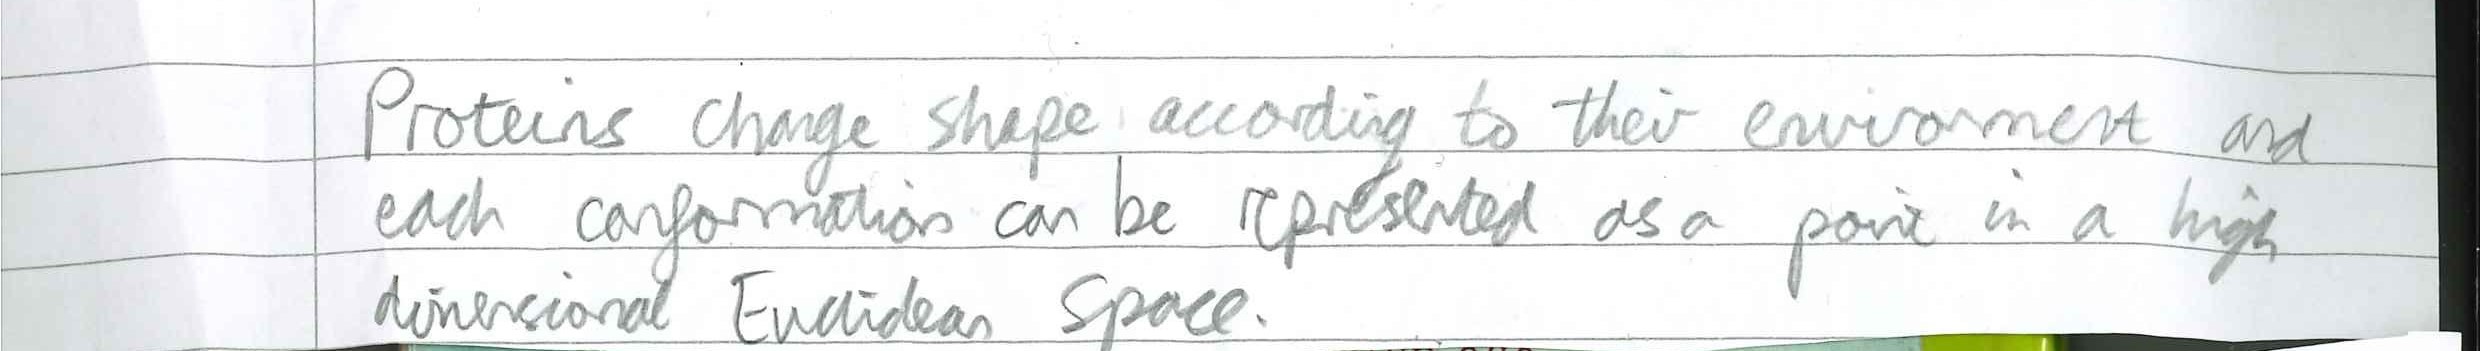 Proteins change shape according to their environment and
each conformation can be represented as a point in a high
dimensional Euclidean Space.